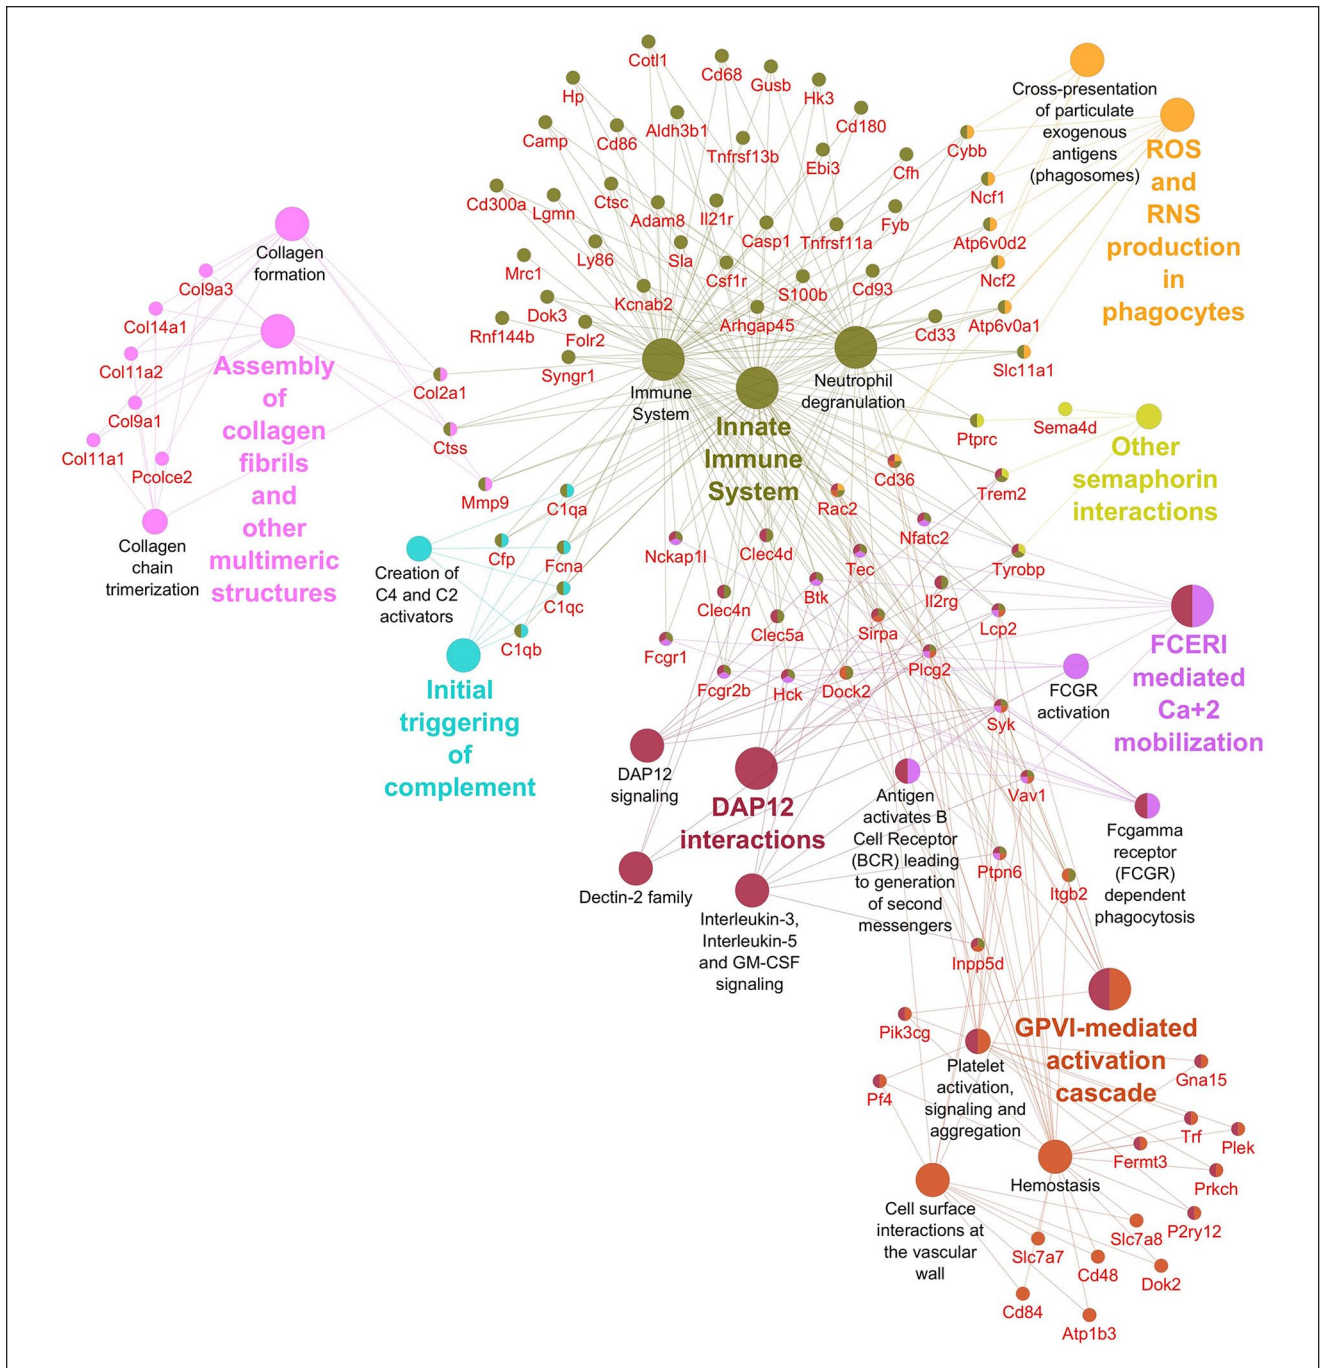 Cotl1
Cd68
Gusb
Hk3
Hp
Cd180
Camp
Cd86
Aldh3b1
Tnfrsf13b
Ebi3
Cfh
Cybb
Cross-presentation
of particulate
exogenous
antigens
(phagosomes)
ROS
and
RNS
production
in
phagocytes
Ncf1
Cd300a
Lgmn
Ctsc
Adam8
Il21r
Casp1
Tnfrsf11a
Fyb
Atp6v0d2
Mrc1
Ly86
Sla
Csf1r
S100b
Cd93
Ncf2
Kcnab2
Dok3
Rnf144b
Folr2
Arhgap45
Cd33
Atp6v0a1
Syngr1
Slc11a1
Collagen
formation
Col9a3
Col14a1
Col11a2
Col9a1
Col11a1
Pcolce2
Assembly
of
collagen
fibrils
and
other
multimeric
structures
Collagen
chain
trimerization
Col2a1
Ctss
Mmp9
Immune
System
Innate
Immune
System
Neutrophil
degranulation
Ptprc
Sema4d
Other
semaphorin
interactions
Trem2
Cd36
Rac2
Nfatc2
Tyrobp
C1qa
Cfp
Fcna
C1qc
C1qb
Creation of
C4 and C2
activators
Initial
triggering
of
complement
Nckap1l
Clec4d
Tec
Clec4n
Btk
Il2rg
Clec5a
Sirpa
Lcp2
Fcgr1
Plcg2
Fcgr2b
Hck
Dock2
Syk
FCGR
activation
FCERI
mediated
Ca+2
mobilization
DAP12
signaling
DAP12
interactions
Dectin-2 family
Interleukin-3,
Interleukin-5
and GM-CSF
signaling
Antigen
activates B
Cell Receptor
(BCR) leading
to generation
of second
messengers
Vav1
Ptpn6
Itgb2
Fcgamma
receptor
(FCGR)
dependent
phagocytosis
Inpp5d
Pik3cg
GPVI-mediated
activation
cascade
Platelet
activation,
signaling and
aggregation
Pf4
Gna15
Trf
Plek
Fermt3
Prkch
Hemostasis
P2ry12
Cell surface
interactions at
the vascular
wall
Slc7a8
Slc7a7
Cd48
Dok2
Cd84
Atp1b3